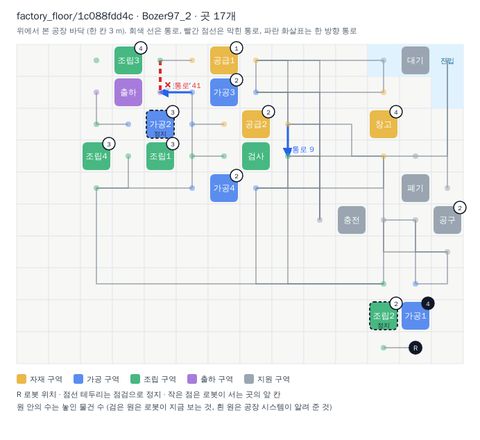 factory_floor/1c088fdd4c · Bozer97_2 · 곳 17개
위에서 본 공장 바닥 (한 칸 3 m). 회색 선은 통로, 빨간 점선은 막힌 통로, 파란 화살표는 한 방향 통로
조립3 4 공급1 1 대기 진입
✕ 통로 41
출하 가공3 2
가공2 3 정지 공급2 2 창고 4
통로 9
조립4 3 조립1 3 검사
가공4 2 폐기
충전 공구 2
조립2 2 정지 가공1 4
R
자재 구역 가공 구역 조립 구역 출하 구역 지원 구역
R 로봇 위치 · 점선 테두리는 점검으로 정지 · 작은 점은 로봇이 서는 곳의 앞 칸
원 안의 수는 놓인 물건 수 (검은 원은 로봇이 지금 보는 것, 흰 원은 공장 시스템이 알려 준 것)